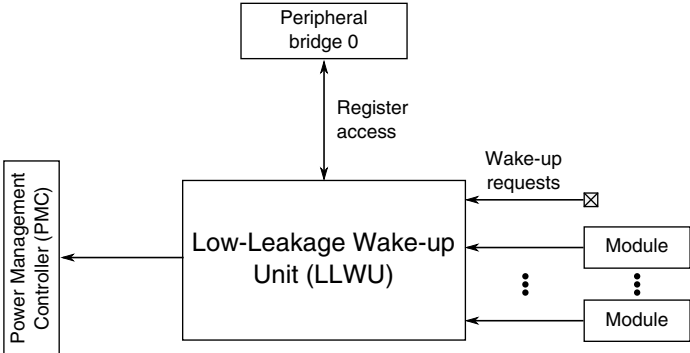 Peripheral
bridge 0
Register
access
Wake-up
requests
Power Management
Controller (PMC)
Low-Leakage Wake-up
Unit (LLWU)
Module
Module